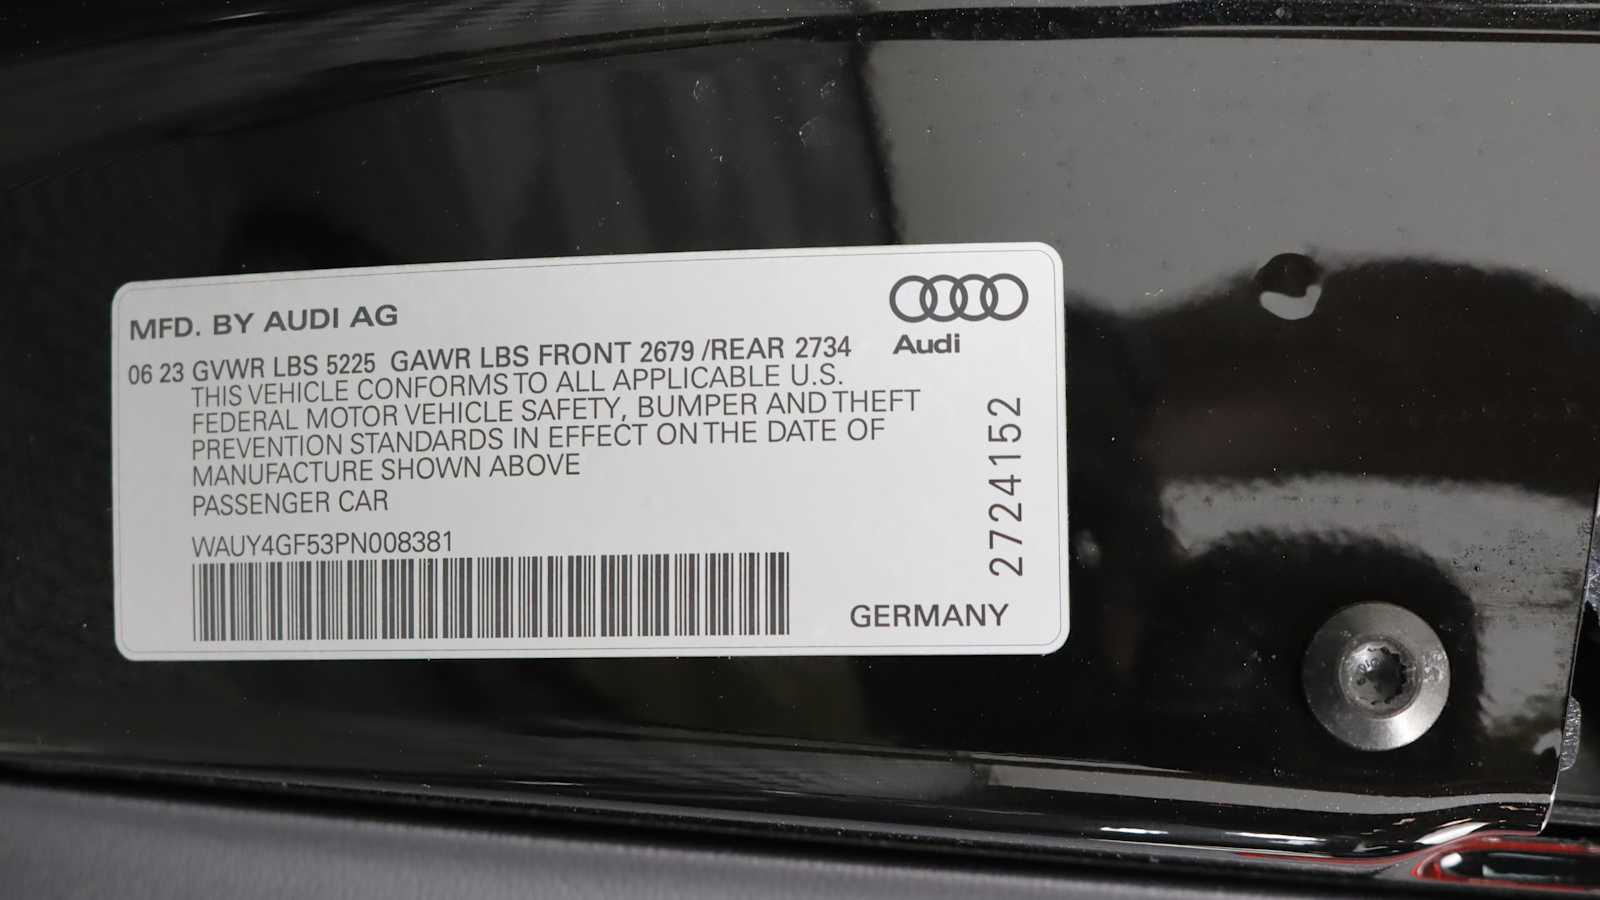 MFD. BY AUDI AG
Audi
06 23 GVWR LBS 5225 GAWR LBS FRONT 2679 /REAR 2734
THIS VEHICLE CONFORMS TO ALL APPLICABLE U.S.
FEDERAL MOTOR VEHICLE SAFETY, BUMPER AND THEFT
PREVENTION STANDARDS IN EFFECT ON THE DATE OF
MANUFACTURE SHOWN ABOVE
PASSENGER CAR
WAUY4GF53PN008381
2724152
GERMANY